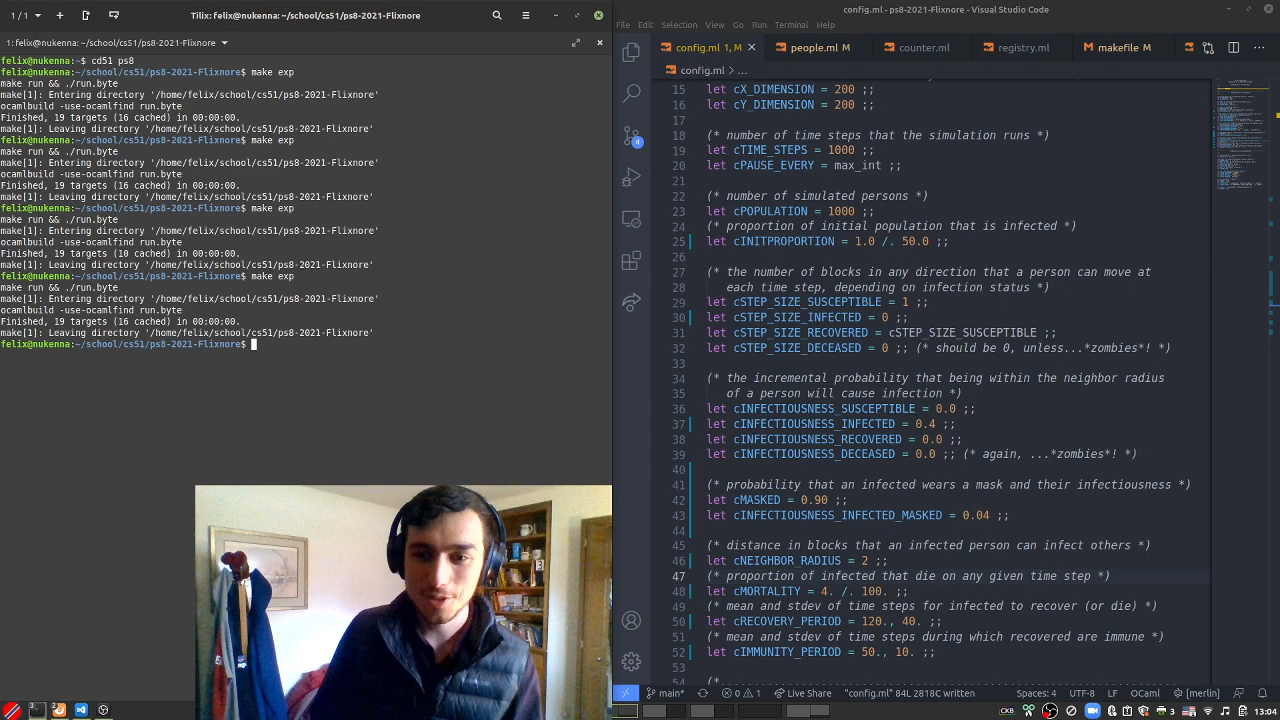 1 / 1
Tilix: felix@nukenna:~/school/cs51/ps8-2021-Flixnore
1: felix@nukenna:~/school/cs51/ps8-2021-Flixnore
felix@nukenna:~$ cd51 ps8
felix@nukenna:~/school/cs51/ps8-2021-Flixnore$ make exp
make run && ./run.byte
make[1]: Entering directory '/home/felix/school/cs51/ps8-2021-Flixnore'
ocamlbuild -use-ocamlfind run.byte
Finished, 19 targets (16 cached) in 00:00:00.
make[1]: Leaving directory '/home/felix/school/cs51/ps8-2021-Flixnore'
felix@nukenna:~/school/cs51/ps8-2021-Flixnore$ make exp
make run && ./run.byte
make[1]: Entering directory '/home/felix/school/cs51/ps8-2021-Flixnore'
ocamlbuild -use-ocamlfind run.byte
Finished, 19 targets (16 cached) in 00:00:00.
make[1]: Leaving directory '/home/felix/school/cs51/ps8-2021-Flixnore'
felix@nukenna:~/school/cs51/ps8-2021-Flixnore$ make exp
make run && ./run.byte
make[1]: Entering directory '/home/felix/school/cs51/ps8-2021-Flixnore'
ocamlbuild -use-ocamlfind run.byte
Finished, 19 targets (10 cached) in 00:00:00.
make[1]: Leaving directory '/home/felix/school/cs51/ps8-2021-Flixnore'
felix@nukenna:~/school/cs51/ps8-2021-Flixnore$ make exp
make run && ./run.byte
make[1]: Entering directory '/home/felix/school/cs51/ps8-2021-Flixnore'
ocamlbuild -use-ocamlfind run.byte
Finished, 19 targets (16 cached) in 00:00:00.
make[1]: Leaving directory '/home/felix/school/cs51/ps8-2021-Flixnore'
felix@nukenna:~/school/cs51/ps8-2021-Flixnore$
config.ml - ps8-2021-Flixnore - Visual Studio Code
File Edit Selection View Go Run Terminal Help
config.ml 1, M people.ml M counter.ml registry.ml makefile M
config.ml > ...
15 let cX_DIMENSION = 200 ;;
16 let cY_DIMENSION = 200 ;;
17
18 (* number of time steps that the simulation runs *)
19 let cTIME_STEPS = 1000 ;;
20 let cPAUSE_EVERY = max_int ;;
21
22 (* number of simulated persons *)
23 let cPOPULATION = 1000 ;;
24 (* proportion of initial population that is infected *)
25 let cINITPROPORTION = 1.0 /. 50.0 ;;
26
27 (* the number of blocks in any direction that a person can move at
28 each time step, depending on infection status *)
29 let cSTEP_SIZE_SUSCEPTIBLE = 1 ;;
30 let cSTEP_SIZE_INFECTED = 0 ;;
31 let cSTEP_SIZE_RECOVERED = cSTEP_SIZE_SUSCEPTIBLE ;;
32 let cSTEP_SIZE_DECEASED = 0 ;; (* should be 0, unless...*zombies*! *)
33
34 (* the incremental probability that being within the neighbor radius
35 of a person will cause infection *)
36 let cINFECTIOUSNESS_SUSCEPTIBLE = 0.0 ;;
37 let cINFECTIOUSNESS_INFECTED = 0.4 ;;
38 let cINFECTIOUSNESS_RECOVERED = 0.0 ;;
39 let cINFECTIOUSNESS_DECEASED = 0.0 ;; (* again, ...*zombies*! *)
40
41 (* probability that an infected wears a mask and their infectiousness *)
42 let cMASKED = 0.90 ;;
43 let cINFECTIOUSNESS_INFECTED_MASKED = 0.04 ;;
44
45 (* distance in blocks that an infected person can infect others *)
46 let cNEIGHBOR_RADIUS = 2 ;;
47 (* proportion of infected that die on any given time step *)
48 let cMORTALITY = 4. /. 100. ;;
49 (* mean and stdev of time steps for infected to recover (or die) *)
50 let cRECOVERY_PERIOD = 120., 40. ;;
51 (* mean and stdev of time steps during which recovered are immune *)
52 let cIMMUNITY_PERIOD = 50., 10. ;;
53
4
main* 0 1 Live Share "config.ml" 84L 2818C written Spaces: 4 UTF-8 LF OCaml [merlin]
2 CKB 3 13:04